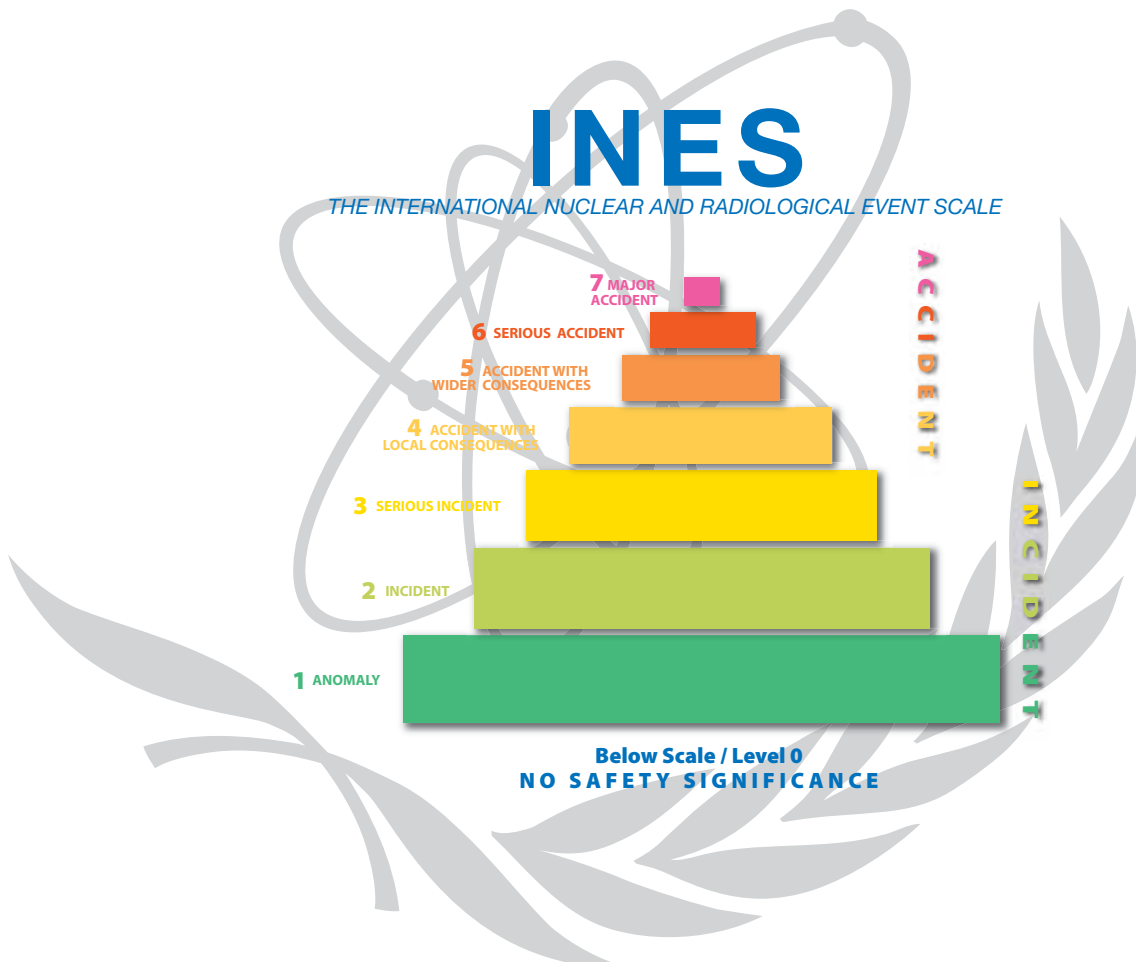 INES
THE INTERNATIONAL NUCLEAR AND RADIOLOGICAL EVENT SCALE
7 MAJOR
ACCIDENT
6 SERIOUS ACCIDENT
5 ACCIDENT WITH
WIDER CONSEQUENCES
4 ACCIDENT WITH
LOCAL CONSEQUENCES
3 SERIOUS INCIDENT
2 INCIDENT
1 ANOMALY
ACCIDENT
INCIDENT
Below Scale / Level 0
NO SAFETY SIGNIFICANCE